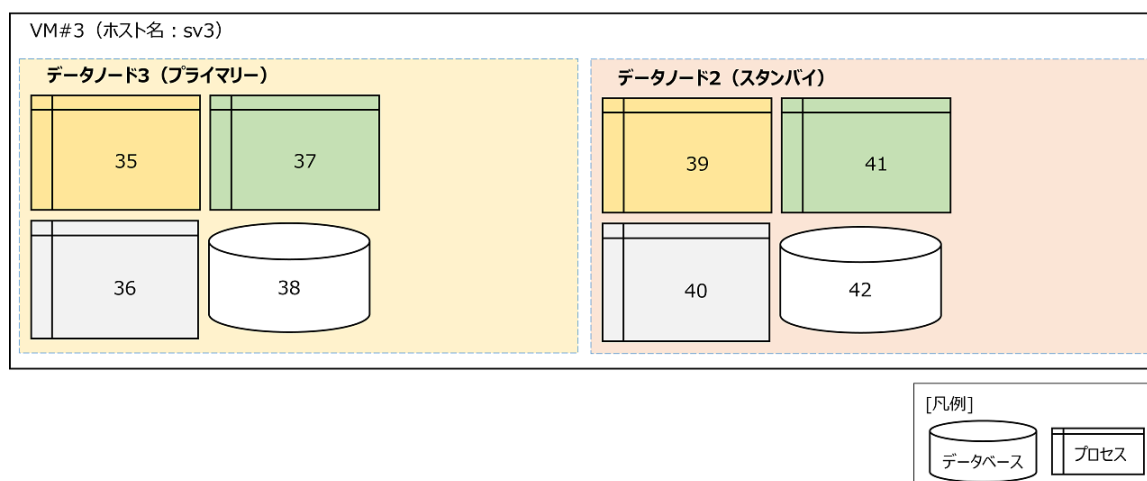 VM#3（ホスト名：sv3）
データノード3（プライマリー）
35
37
36
38
データノード2（スタンバイ）
39
41
40
42
[凡例]
データベース
プロセス